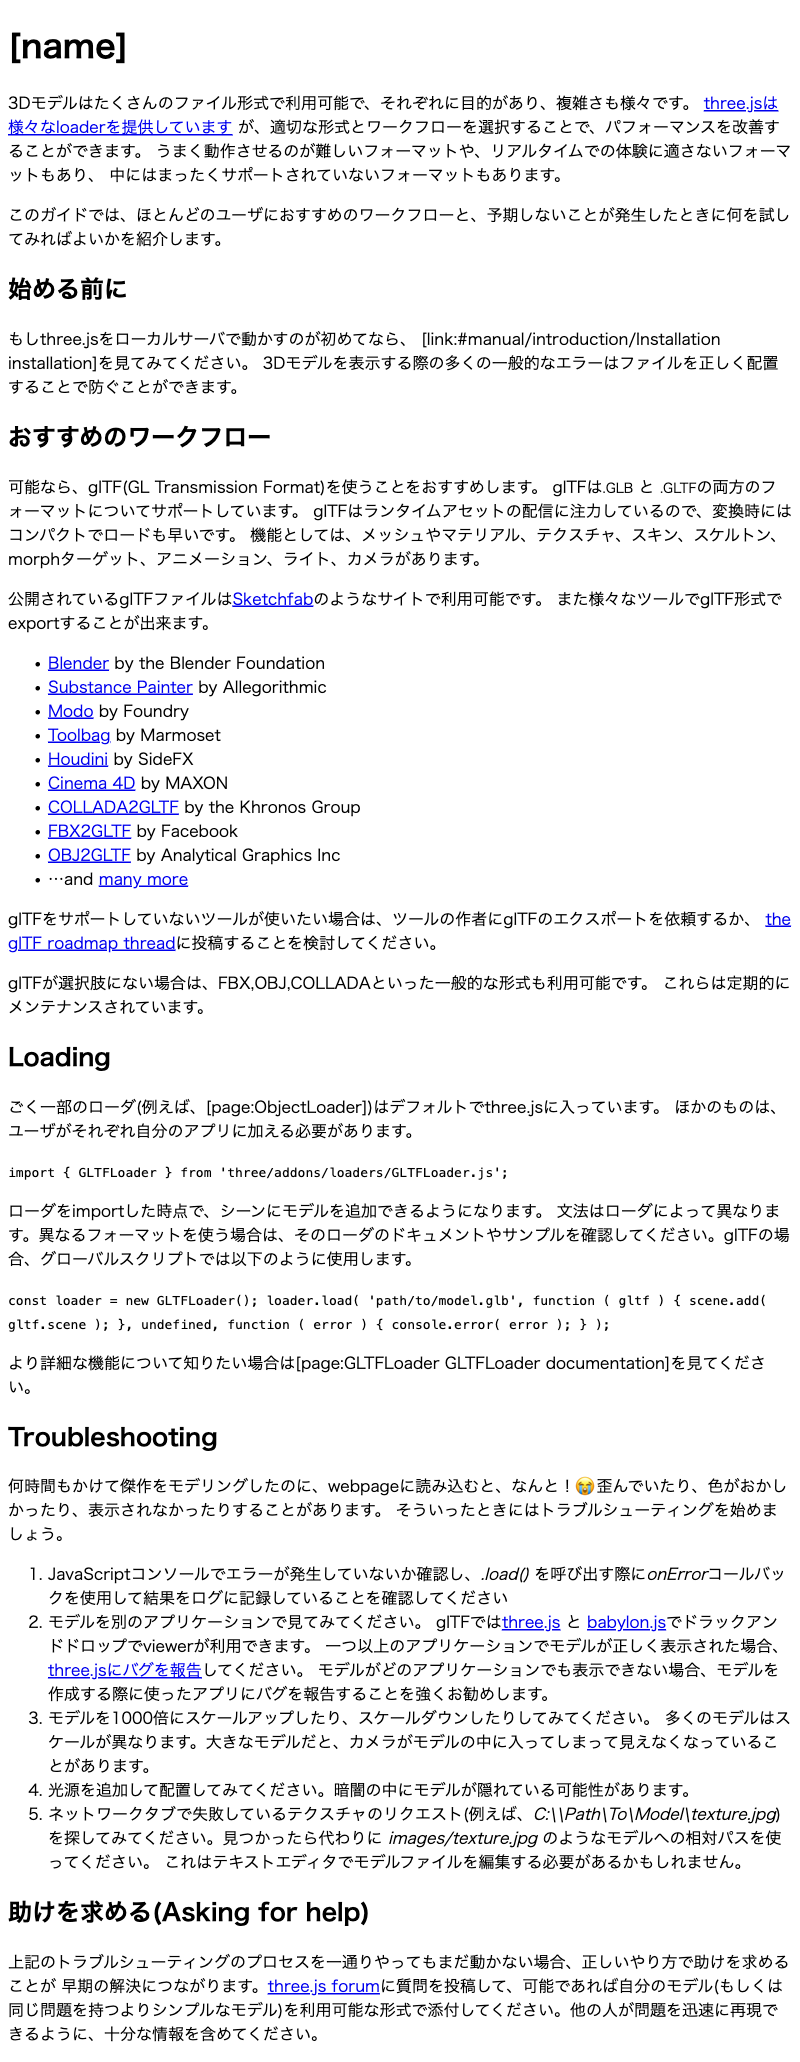 [name]
3Dモデルはたくさんのファイル形式で利用可能で、それぞれに目的があり、複雑さも様々です。 three.jsは
様々なloaderを提供しています が、適切な形式とワークフローを選択することで、パフォーマンスを改善す
ることができます。 うまく動作させるのが難しいフォーマットや、リアルタイムでの体験に適さないフォーマ
ットもあり、 中にはまったくサポートされていないフォーマットもあります。
このガイドでは、ほとんどのユーザにおすすめのワークフローと、予期しないことが発生したときに何を試し
てみればよいかを紹介します。
始める前に
もしthree.jsをローカルサーバで動かすのが初めてなら、 [link:#manual/introduction/Installation
installation]を見てみてください。 3Dモデルを表示する際の多くの一般的なエラーはファイルを正しく配置
することで防ぐことができます。
おすすめのワークフロー
可能なら、glTF(GL Transmission Format)を使うことをおすすめします。 glTFは.GLB と .GLTFの両方のフ
ォーマットについてサポートしています。 glTFはランタイムアセットの配信に注力しているので、変換時には
コンパクトでロードも早いです。 機能としては、メッシュやマテリアル、テクスチャ、スキン、スケルトン、
morphターゲット、アニメーション、ライト、カメラがあります。
公開されているglTFファイルはSketchfabのようなサイトで利用可能です。 また様々なツールでglTF形式で
exportすることが出来ます。
• Blender by the Blender Foundation
• Substance Painter by Allegorithmic
• Modo by Foundry
• Toolbag by Marmoset
• Houdini by SideFX
• Cinema 4D by MAXON
• COLLADA2GLTF by the Khronos Group
• FBX2GLTF by Facebook
• OBJ2GLTF by Analytical Graphics Inc
• …and many more
glTFをサポートしていないツールが使いたい場合は、ツールの作者にglTFのエクスポートを依頼するか、 the
glTF roadmap threadに投稿することを検討してください。
glTFが選択肢にない場合は、FBX,OBJ,COLLADAといった一般的な形式も利用可能です。 これらは定期的に
メンテナンスされています。
Loading
ごく一部のローダ(例えば、[page:ObjectLoader])はデフォルトでthree.jsに入っています。 ほかのものは、
ユーザがそれぞれ自分のアプリに加える必要があります。
import { GLTFLoader } from 'three/addons/loaders/GLTFLoader.js';
ローダをimportした時点で、シーンにモデルを追加できるようになります。 文法はローダによって異なりま
す。異なるフォーマットを使う場合は、そのローダのドキュメントやサンプルを確認してください。glTFの場
合、グローバルスクリプトでは以下のように使用します。
const loader = new GLTFLoader(); loader.load( 'path/to/model.glb', function ( gltf ) { scene.add(
gltf.scene ); }, undefined, function ( error ) { console.error( error ); } );
より詳細な機能について知りたい場合は[page:GLTFLoader GLTFLoader documentation]を見てくださ
い。
Troubleshooting
何時間もかけて傑作をモデリングしたのに、webpageに読み込むと、なんと！😭歪んでいたり、色がおかし
かったり、表示されなかったりすることがあります。 そういったときにはトラブルシューティングを始めま
しょう。
1. JavaScriptコンソールでエラーが発生していないか確認し、.load() を呼び出す際にonErrorコールバッ
クを使用して結果をログに記録していることを確認してください
2. モデルを別のアプリケーションで見てみてください。 glTFではthree.js と babylon.jsでドラックアン
ドドロップでviewerが利用できます。 一つ以上のアプリケーションでモデルが正しく表示された場合、
three.jsにバグを報告してください。 モデルがどのアプリケーションでも表示できない場合、モデルを
作成する際に使ったアプリにバグを報告することを強くお勧めします。
3. モデルを1000倍にスケールアップしたり、スケールダウンしたりしてみてください。 多くのモデルはス
ケールが異なります。大きなモデルだと、カメラがモデルの中に入ってしまって見えなくなっているこ
とがあります。
4. 光源を追加して配置してみてください。暗闇の中にモデルが隠れている可能性があります。
5. ネットワークタブで失敗しているテクスチャのリクエスト(例えば、C:\\Path\To\Model\texture.jpg)
を探してみてください。見つかったら代わりに images/texture.jpg のようなモデルへの相対パスを使
ってください。 これはテキストエディタでモデルファイルを編集する必要があるかもしれません。
助けを求める(Asking for help)
上記のトラブルシューティングのプロセスを一通りやってもまだ動かない場合、正しいやり方で助けを求める
ことが 早期の解決につながります。three.js forumに質問を投稿して、可能であれば自分のモデル(もしくは
同じ問題を持つよりシンプルなモデル)を利用可能な形式で添付してください。他の人が問題を迅速に再現で
きるように、十分な情報を含めてください。